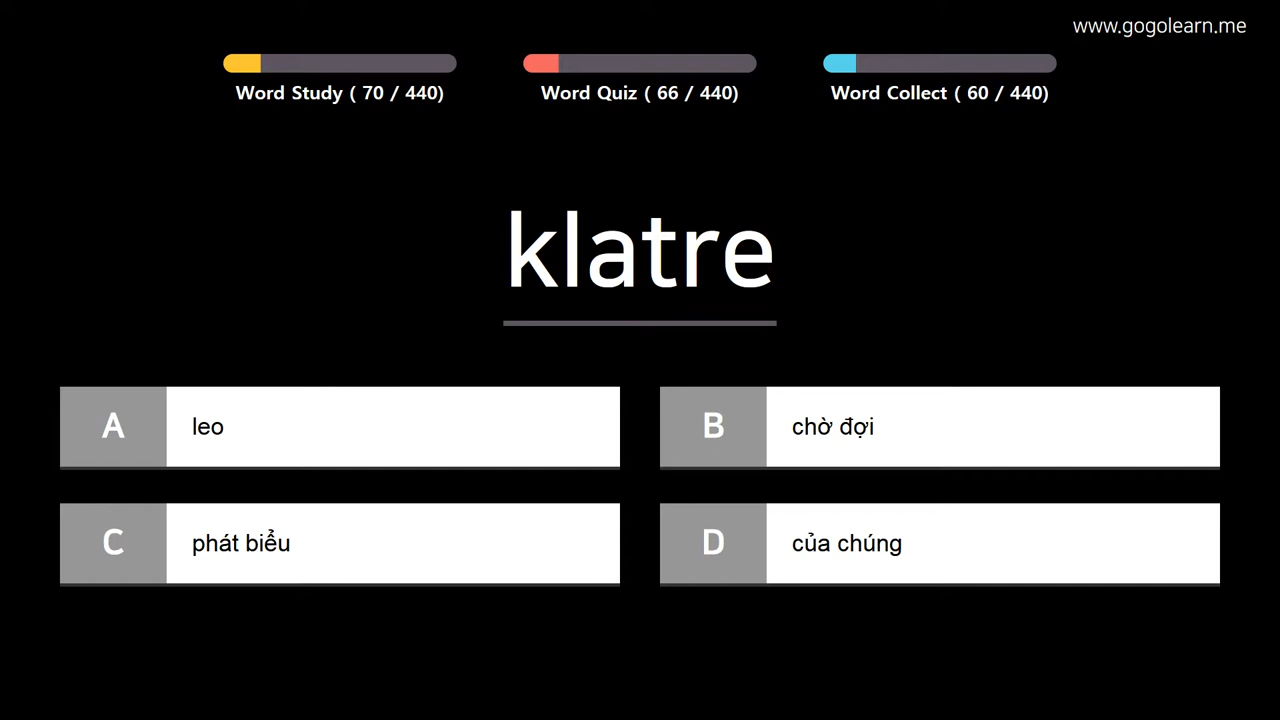 www.gogolearn.me
Word Study ( 70 / 440)
Word Quiz ( 66 / 440)
Word Collect ( 60 / 440)
klatre
A leo
B chờ đợi
C phát biểu
D của chúng